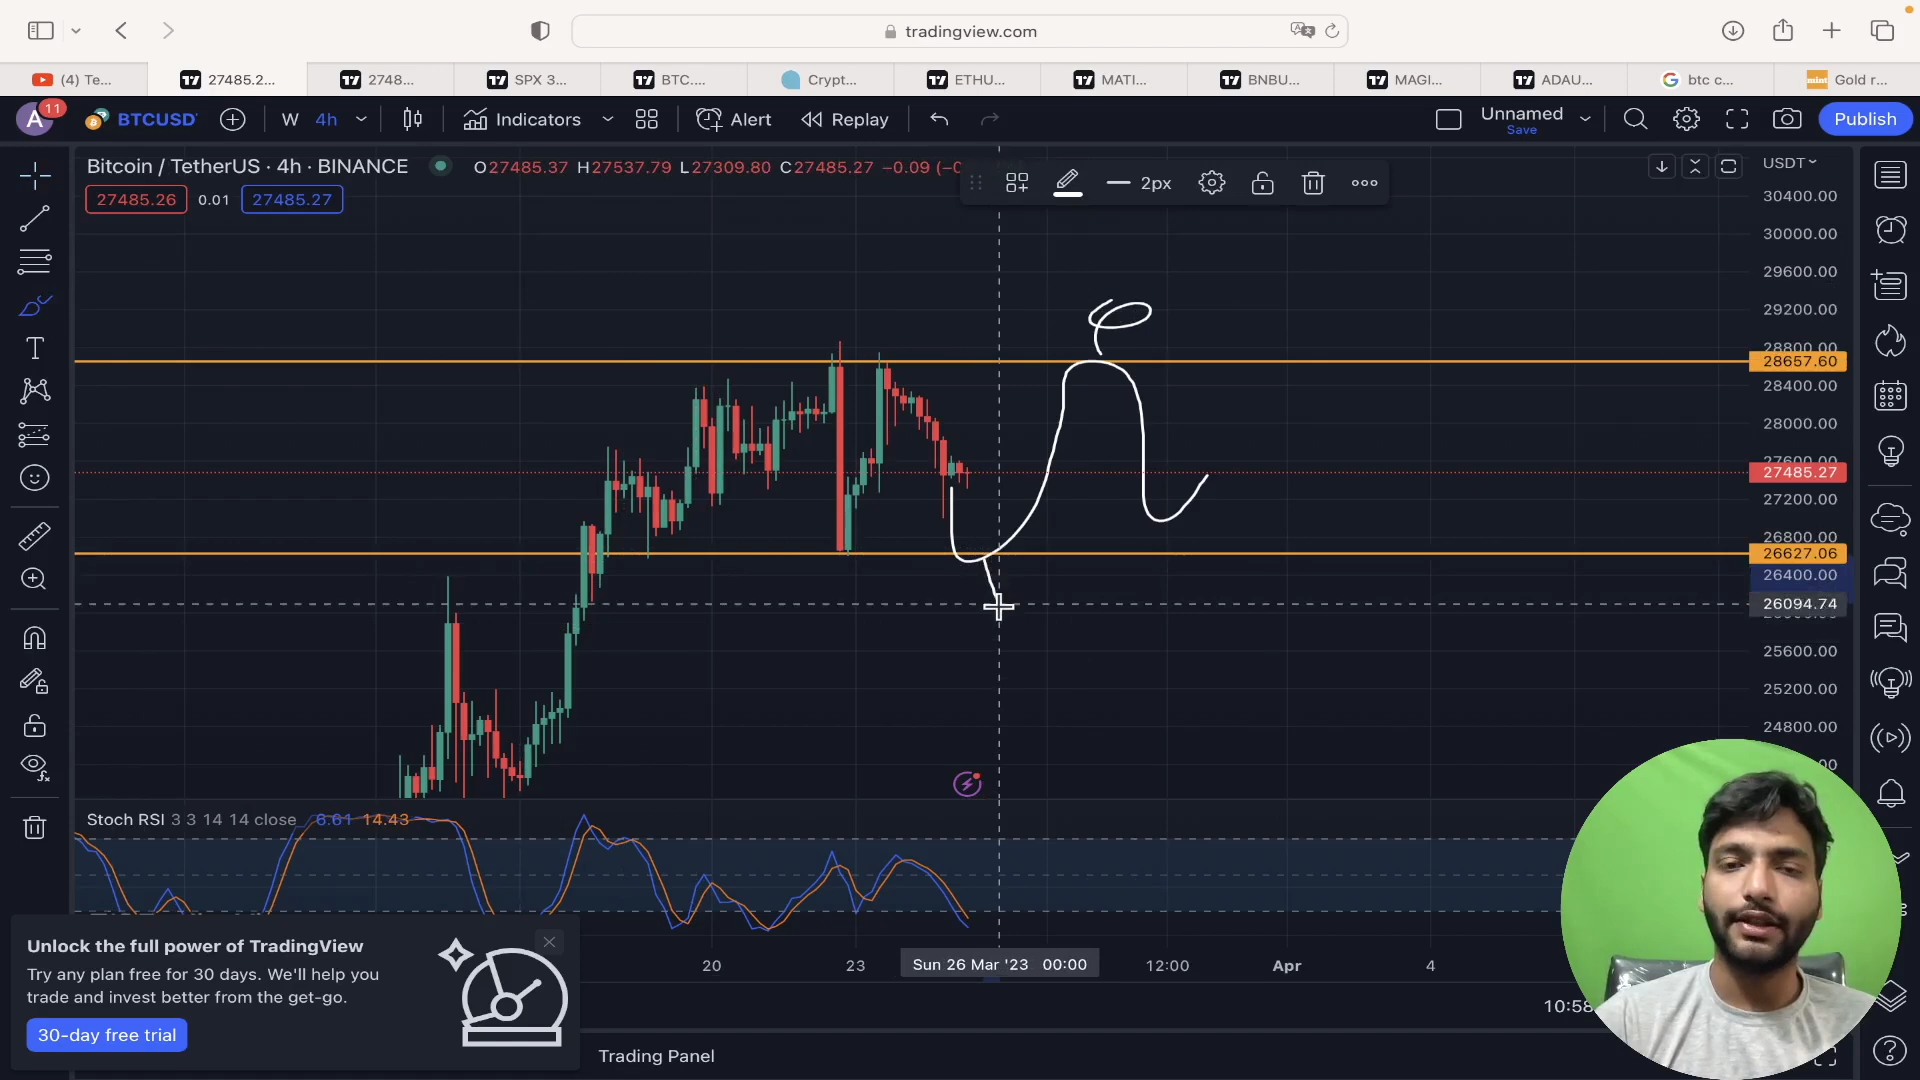 tradingview.com
(4) Te...
27485.2...
2748...
SPX 3...
BTC....
Crypt...
ETHU...
MATI...
BNBU...
MAGI...
ADAU...
btc c...
mint
Gold r...
A
11
BTCUSD
W
4h
Indicators
Alert
Replay
Unnamed
Save
Publish
Bitcoin / TetherUS · 4h · BINANCE
O27485.37 H27537.79 L27309.80 C27485.27 −0.09 (−0
USDT
27485.26
0.01
27485.27
2px
30400.00
30000.00
29600.00
29200.00
28800.00
28657.60
28400.00
28000.00
27600.00
27485.27
27200.00
26800.00
26627.06
26400.00
26094.74
25600.00
25200.00
24800.00
Stoch RSI 3 3 14 14 close 6.61 14.43
Unlock the full power of TradingView
Try any plan free for 30 days. We'll help you
trade and invest better from the get-go.
30-day free trial
20
23
Sun 26 Mar '23 00:00
12:00
Apr
4
10:58
Trading Panel